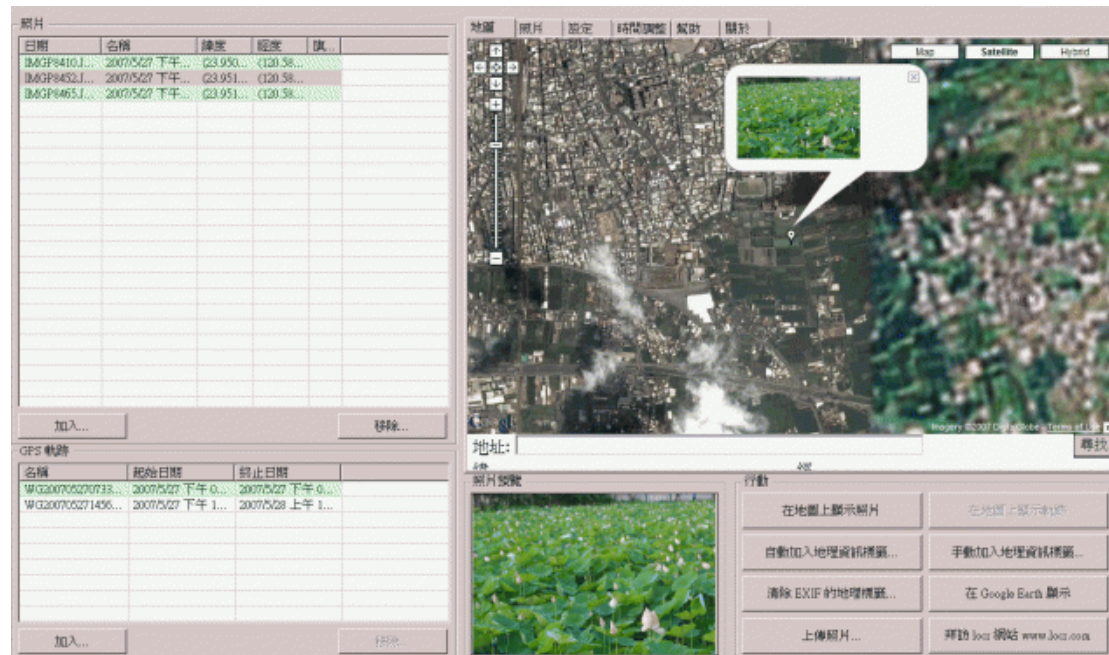 照片
日期 名稱 緯度 經度 旗...
IMGP8410.J... 2007/5/27 下午... (23.950... (120.58...
IMGP8452.J... 2007/5/27 下午... (23.951... (120.58...
IMGP8465.J... 2007/5/27 下午... (23.951... (120.58...
加入... 移除...
GPS 軌跡
名稱 起始日期 終止日期
WG200705270733... 2007/5/27 下午 0... 2007/5/27 下午 0...
WG200705271456... 2007/5/27 下午 1... 2007/5/28 上午 1...
加入... 移除...
地圖 照片 設定 時間調整 幫助 關於
Map Satellite Hybrid
Imagery ©2007 DigitalGlobe - Terms of Use
地址: 尋找
照片預覽
行動
在地圖上顯示照片 在地圖上顯示軌跡
自動加入地理資訊標籤... 手動加入地理資訊標籤...
清除 EXIF 的地理標籤... 在 Google Earth 顯示
上傳照片... 拜訪 locr 網站 www.locr.com